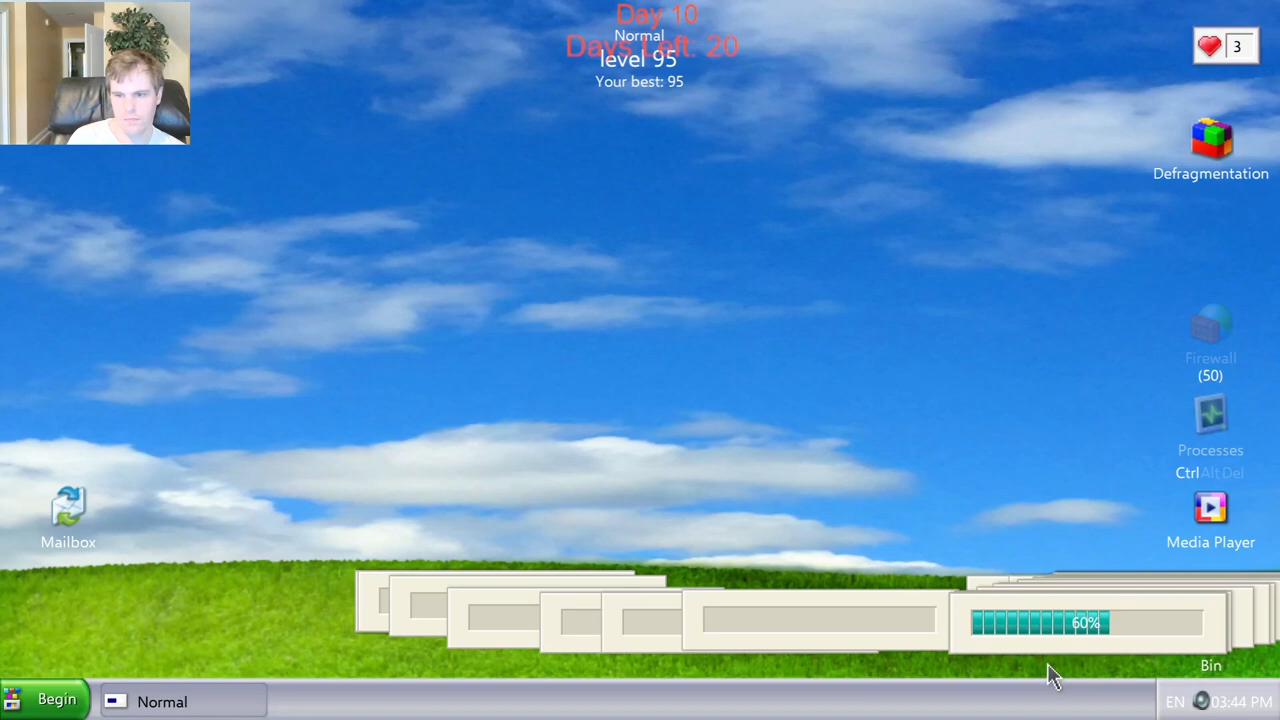 Day 10
Normal
Days Left: 20
level 95
Your best: 95
3
Defragmentation
Firewall
(50)
Processes
Ctrl Alt Del
Mailbox
Media Player
60%
Bin
Begin
Normal
EN
03:44 PM